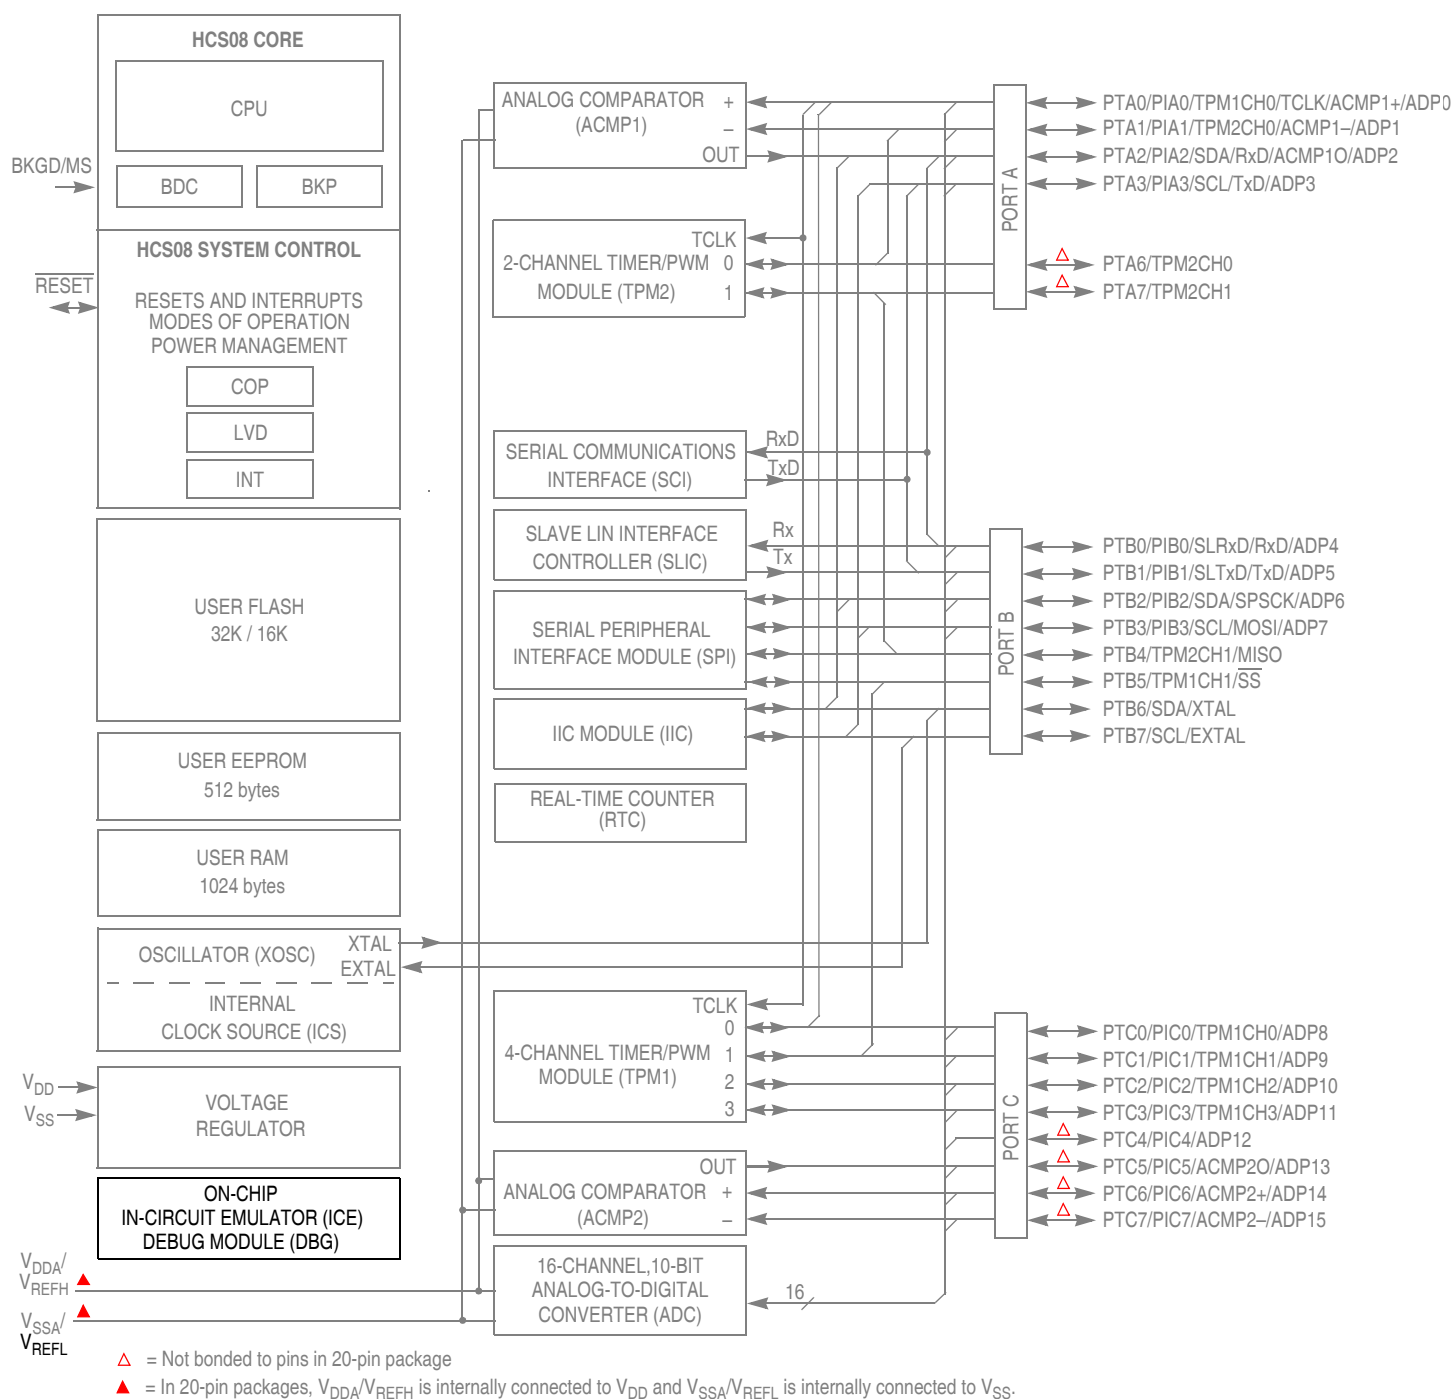 HCS08 CORE
CPU
BKGD/MS
BDC
BKP
HCS08 SYSTEM CONTROL
RESET
RESETS AND INTERRUPTS
MODES OF OPERATION
POWER MANAGEMENT
COP
LVD
INT
USER FLASH
32K / 16K
USER EEPROM
512 bytes
USER RAM
1024 bytes
OSCILLATOR (XOSC)
XTAL
EXTAL
INTERNAL
CLOCK SOURCE (ICS)
VDD
VSS
VOLTAGE
REGULATOR
ON-CHIP
IN-CIRCUIT EMULATOR (ICE)
DEBUG MODULE (DBG)
VDDA/
VREFH
VSSA/
VREFL
ANALOG COMPARATOR +
(ACMP1) –
OUT
TCLK
2-CHANNEL TIMER/PWM 0
MODULE (TPM2) 1
SERIAL COMMUNICATIONS
INTERFACE (SCI)
RxD
TxD
SLAVE LIN INTERFACE
CONTROLLER (SLIC)
Rx
Tx
SERIAL PERIPHERAL
INTERFACE MODULE (SPI)
IIC MODULE (IIC)
REAL-TIME COUNTER
(RTC)
TCLK
0
4-CHANNEL TIMER/PWM 1
MODULE (TPM1)
2
3
OUT
ANALOG COMPARATOR +
(ACMP2) –
16-CHANNEL,10-BIT
ANALOG-TO-DIGITAL
CONVERTER (ADC)
16
PORT A
PTA0/PIA0/TPM1CH0/TCLK/ACMP1+/ADP0
PTA1/PIA1/TPM2CH0/ACMP1–/ADP1
PTA2/PIA2/SDA/RxD/ACMP1O/ADP2
PTA3/PIA3/SCL/TxD/ADP3
PTA6/TPM2CH0
PTA7/TPM2CH1
PORT B
PTB0/PIB0/SLRxD/RxD/ADP4
PTB1/PIB1/SLTxD/TxD/ADP5
PTB2/PIB2/SDA/SPSCK/ADP6
PTB3/PIB3/SCL/MOSI/ADP7
PTB4/TPM2CH1/MISO
PTB5/TPM1CH1/SS
PTB6/SDA/XTAL
PTB7/SCL/EXTAL
PORT C
PTC0/PIC0/TPM1CH0/ADP8
PTC1/PIC1/TPM1CH1/ADP9
PTC2/PIC2/TPM1CH2/ADP10
PTC3/PIC3/TPM1CH3/ADP11
PTC4/PIC4/ADP12
PTC5/PIC5/ACMP2O/ADP13
PTC6/PIC6/ACMP2+/ADP14
PTC7/PIC7/ACMP2–/ADP15
= Not bonded to pins in 20-pin package
= In 20-pin packages, VDDA/VREFH is internally connected to VDD and VSSA/VREFL is internally connected to VSS.